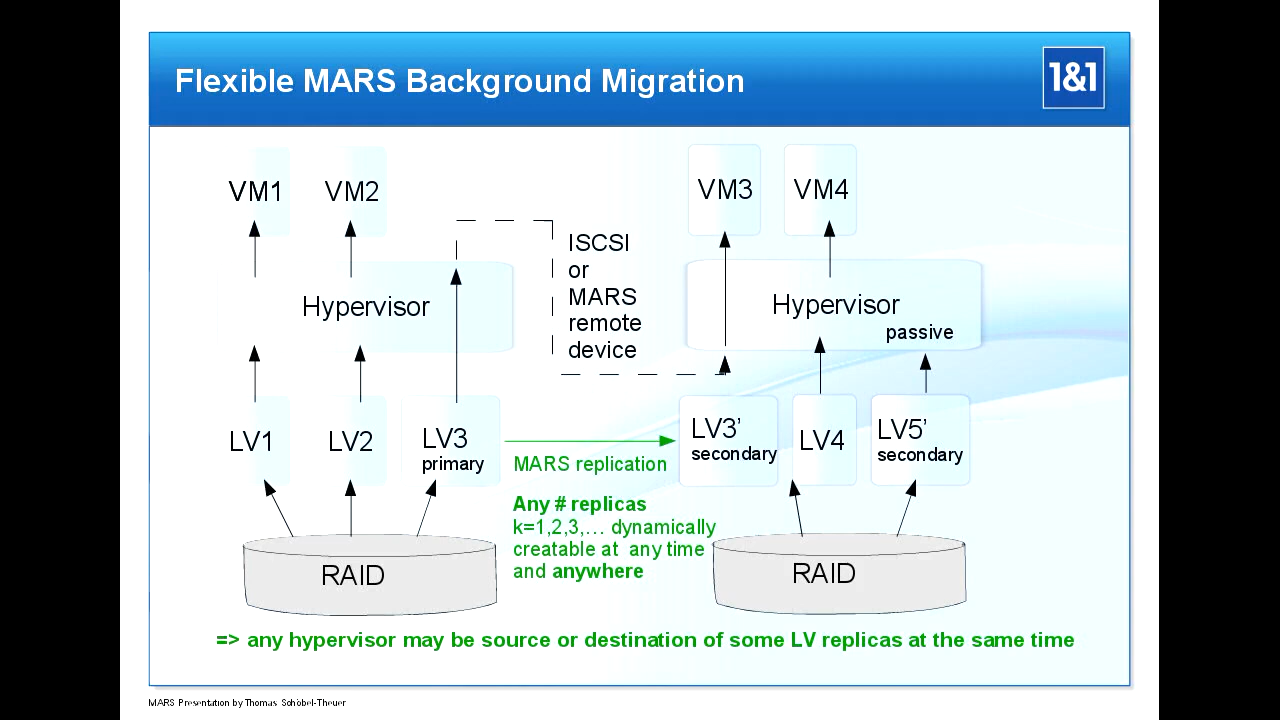 Flexible MARS Background Migration
1&1
VM1
VM2
VM3
VM4
ISCSI
or
MARS
remote
device
Hypervisor
Hypervisor
passive
LV1
LV2
LV3
primary
LV3’
secondary
LV4
LV5’
secondary
MARS replication
Any # replicas
k=1,2,3,... dynamically
creatable at any time
and anywhere
RAID
RAID
=> any hypervisor may be source or destination of some LV replicas at the same time
MARS Presentation by Thomas Schöbel-Theuer